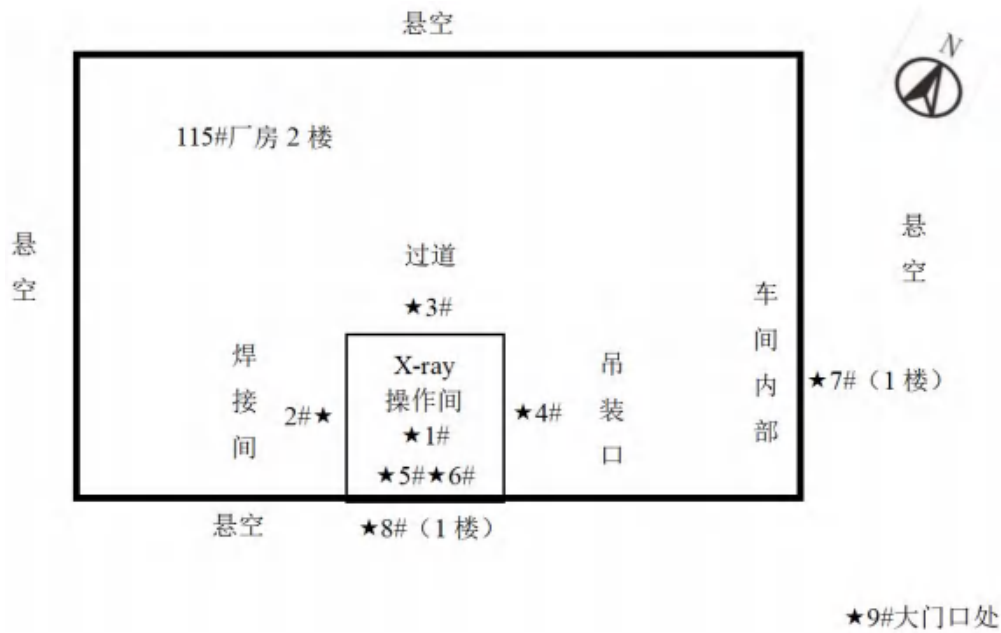 悬空
N
115#厂房 2 楼
悬空
悬空
过道
★3#
车间内部
焊接间
X-ray
操作间
吊装口
★7#（1 楼）
2#★
★4#
★1#
★5#★6#
悬空
★8#（1 楼）
★9#大门口处